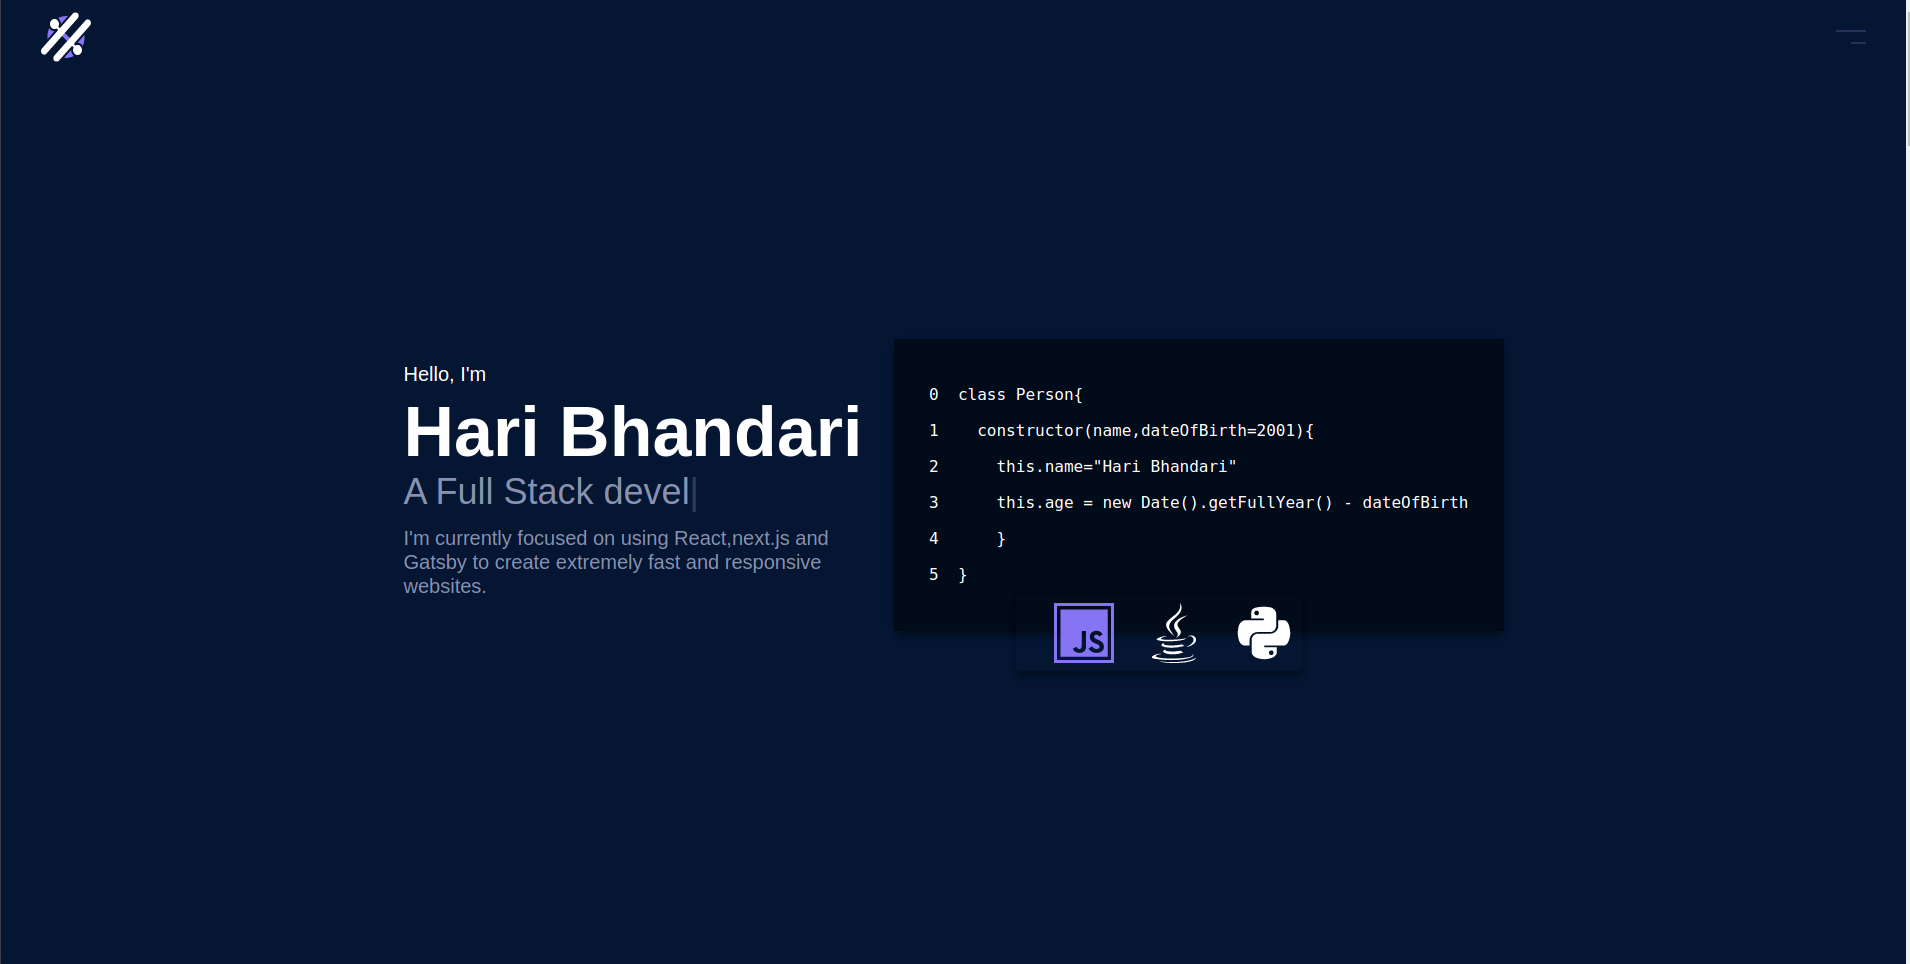 Hello, I'm
Hari Bhandari
A Full Stack devel
I'm currently focused on using React,next.js and
Gatsby to create extremely fast and responsive
websites.
0 class Person{
1 constructor(name,dateOfBirth=2001){
2 this.name="Hari Bhandari"
3 this.age = new Date().getFullYear() - dateOfBirth
4 }
5 }
JS